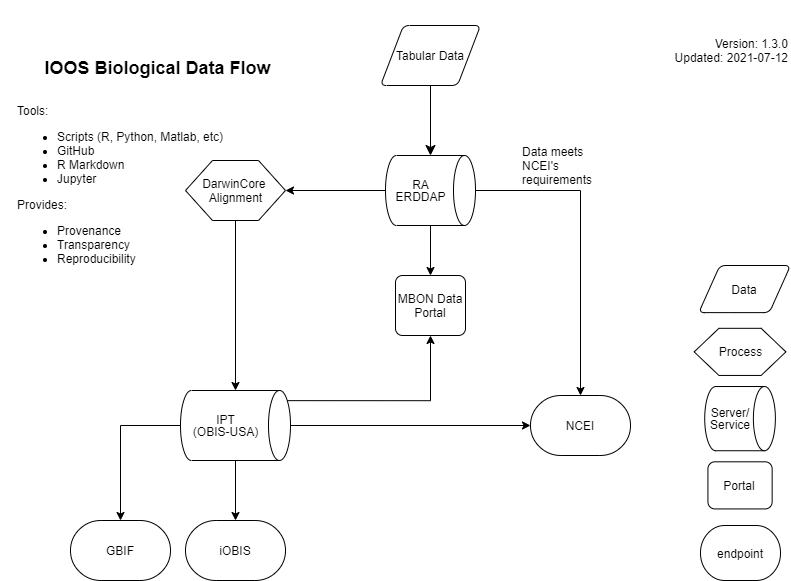 Version: 1.3.0
Updated: 2021-07-12
IOOS Biological Data Flow
Tabular Data
Tools:
Scripts (R, Python, Matlab, etc)
GitHub
R Markdown
Jupyter
Provides:
Provenance
Transparency
Reproducibility
DarwinCore
Alignment
RA
ERDDAP
Data meets
NCEI's
requirements
MBON Data
Portal
IPT
(OBIS-USA)
NCEI
GBIF
iOBIS
Data
Process
Server/
Service
Portal
endpoint